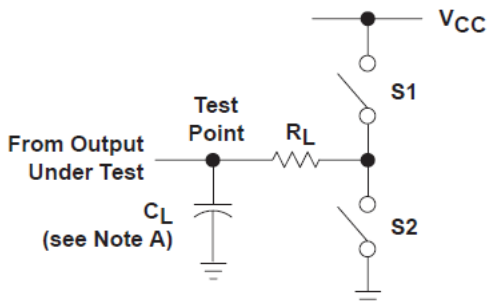 VCC
S1
Test
Point
RL
From Output
Under Test
CL
(see Note A)
S2